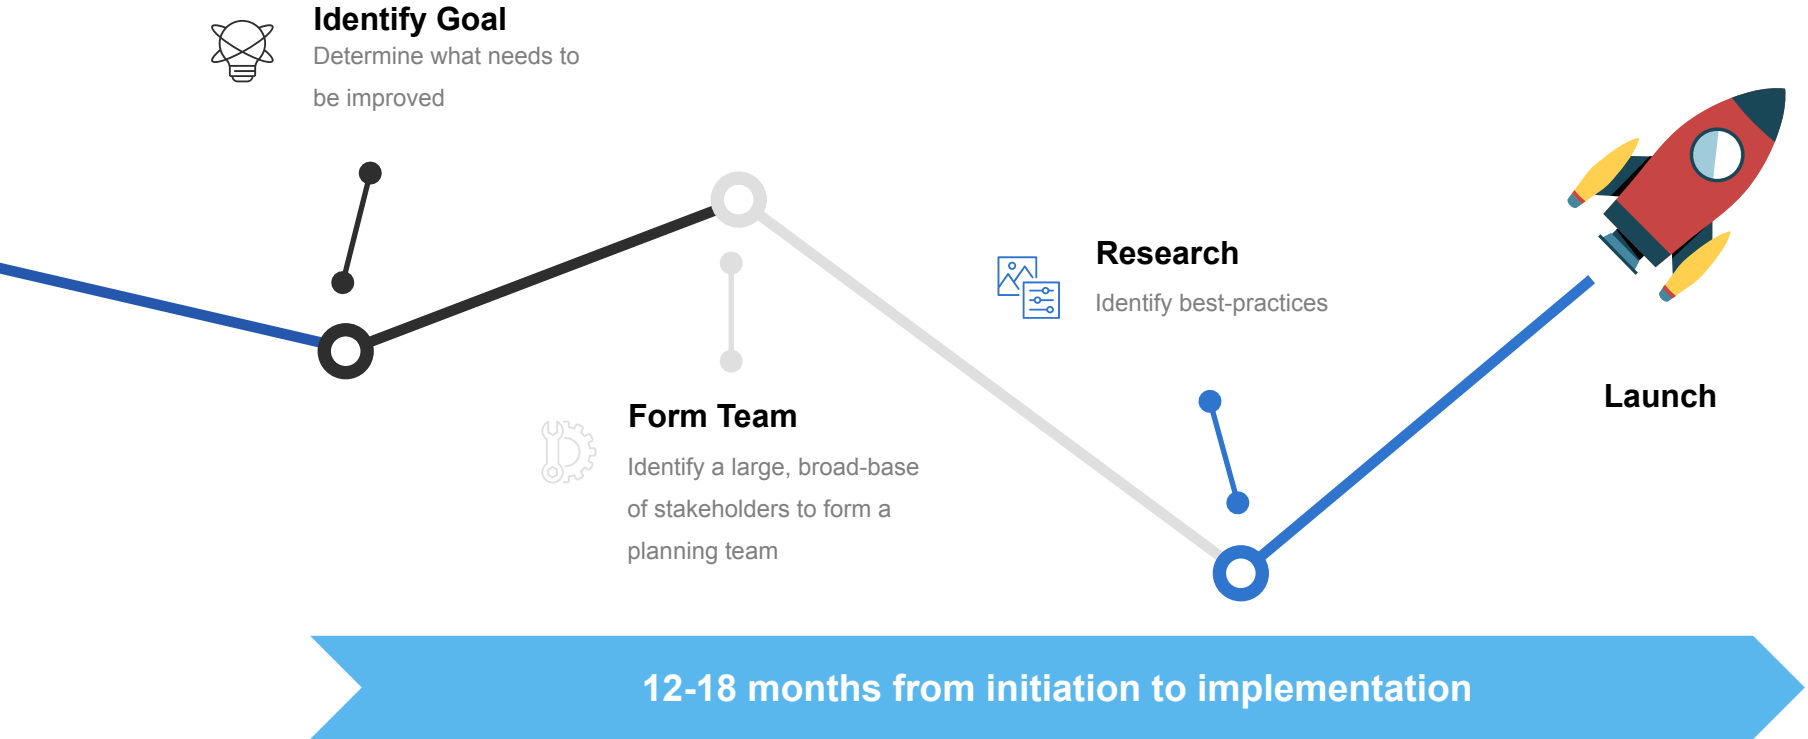 Identify Goal
Determine what needs to
be improved
Form Team
Identify a large, broad-base
of stakeholders to form a
planning team
Research
Identify best-practices
Launch
12-18 months from initiation to implementation